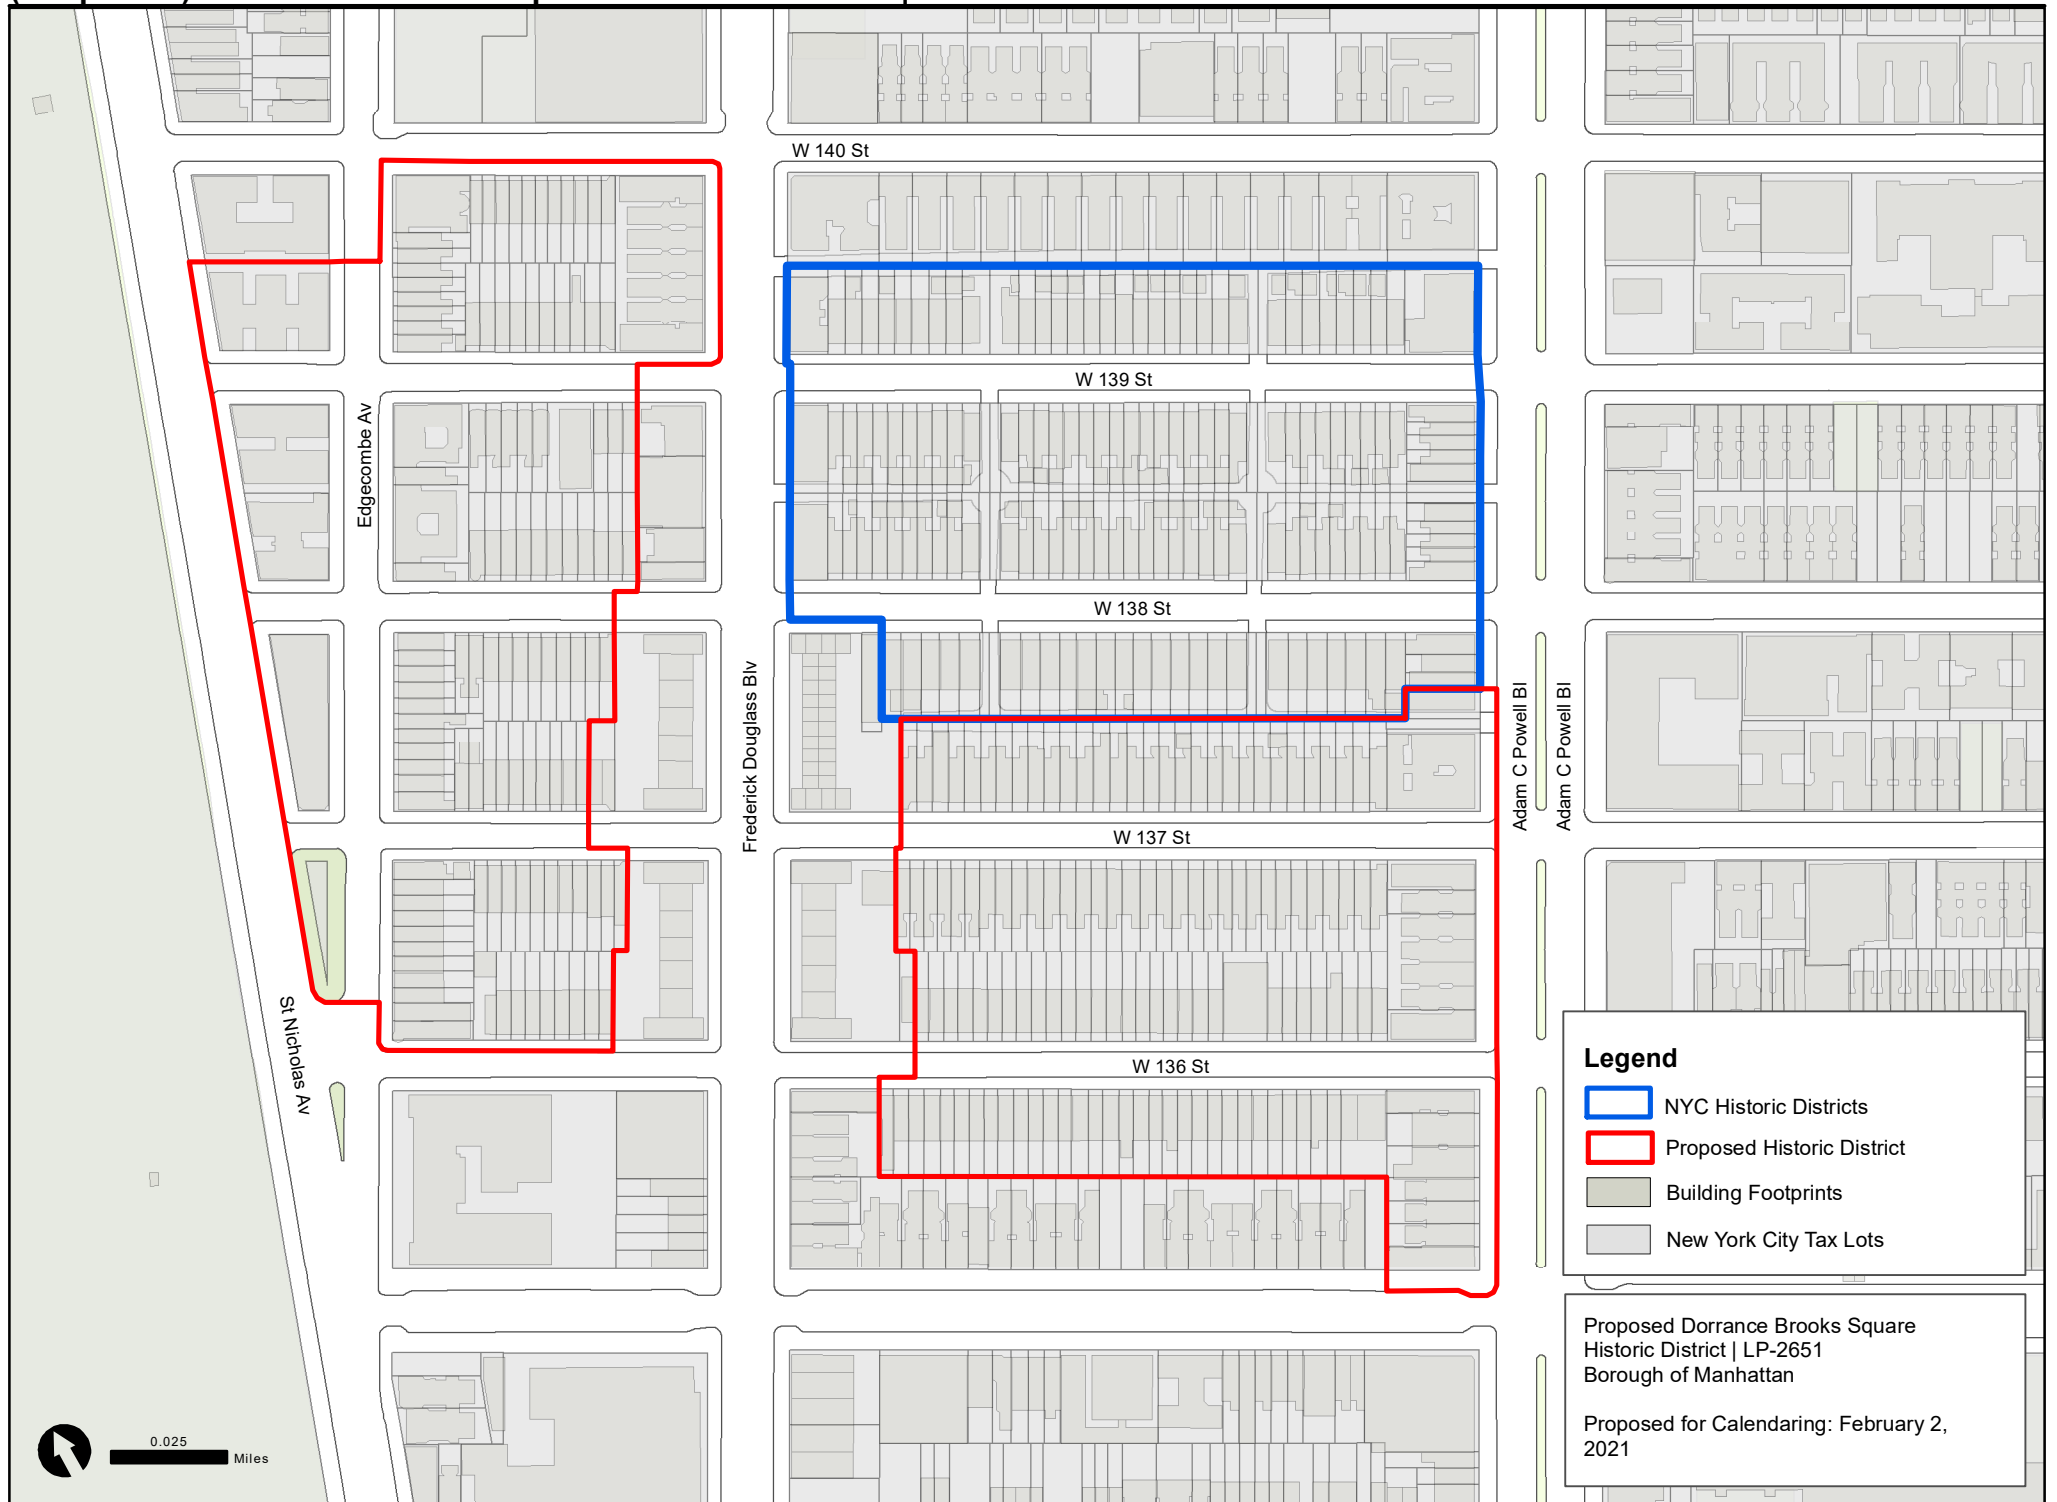 W 140 St
W 139 St
Edgecombe Av
W 138 St
Frederick Douglass Blv
Adam C Powell Bl
Adam C Powell Bl
W 137 St
St Nicholas Av
W 136 St
Legend
NYC Historic Districts
Proposed Historic District
Building Footprints
New York City Tax Lots
Proposed Dorrance Brooks Square
Historic District | LP-2651
Borough of Manhattan
Proposed for Calendaring: February 2,
2021
0.025
Miles